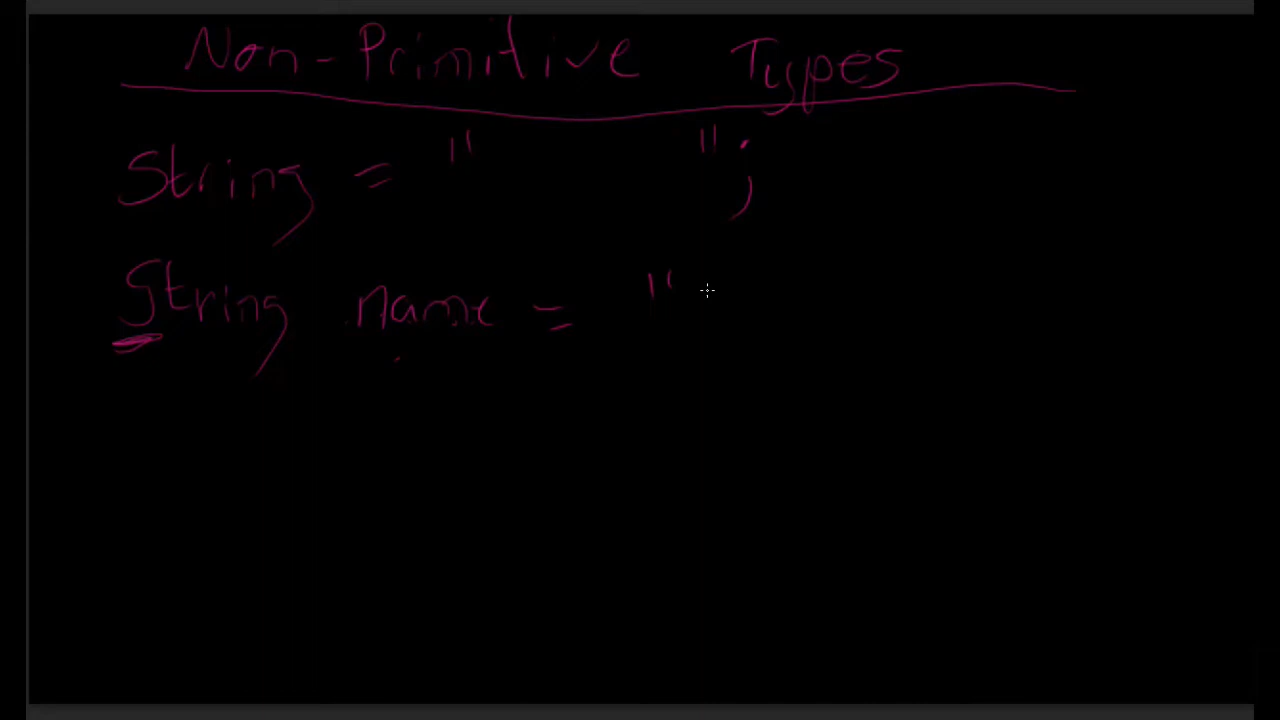 Non-Primitive Types
String = " ";
String name = "